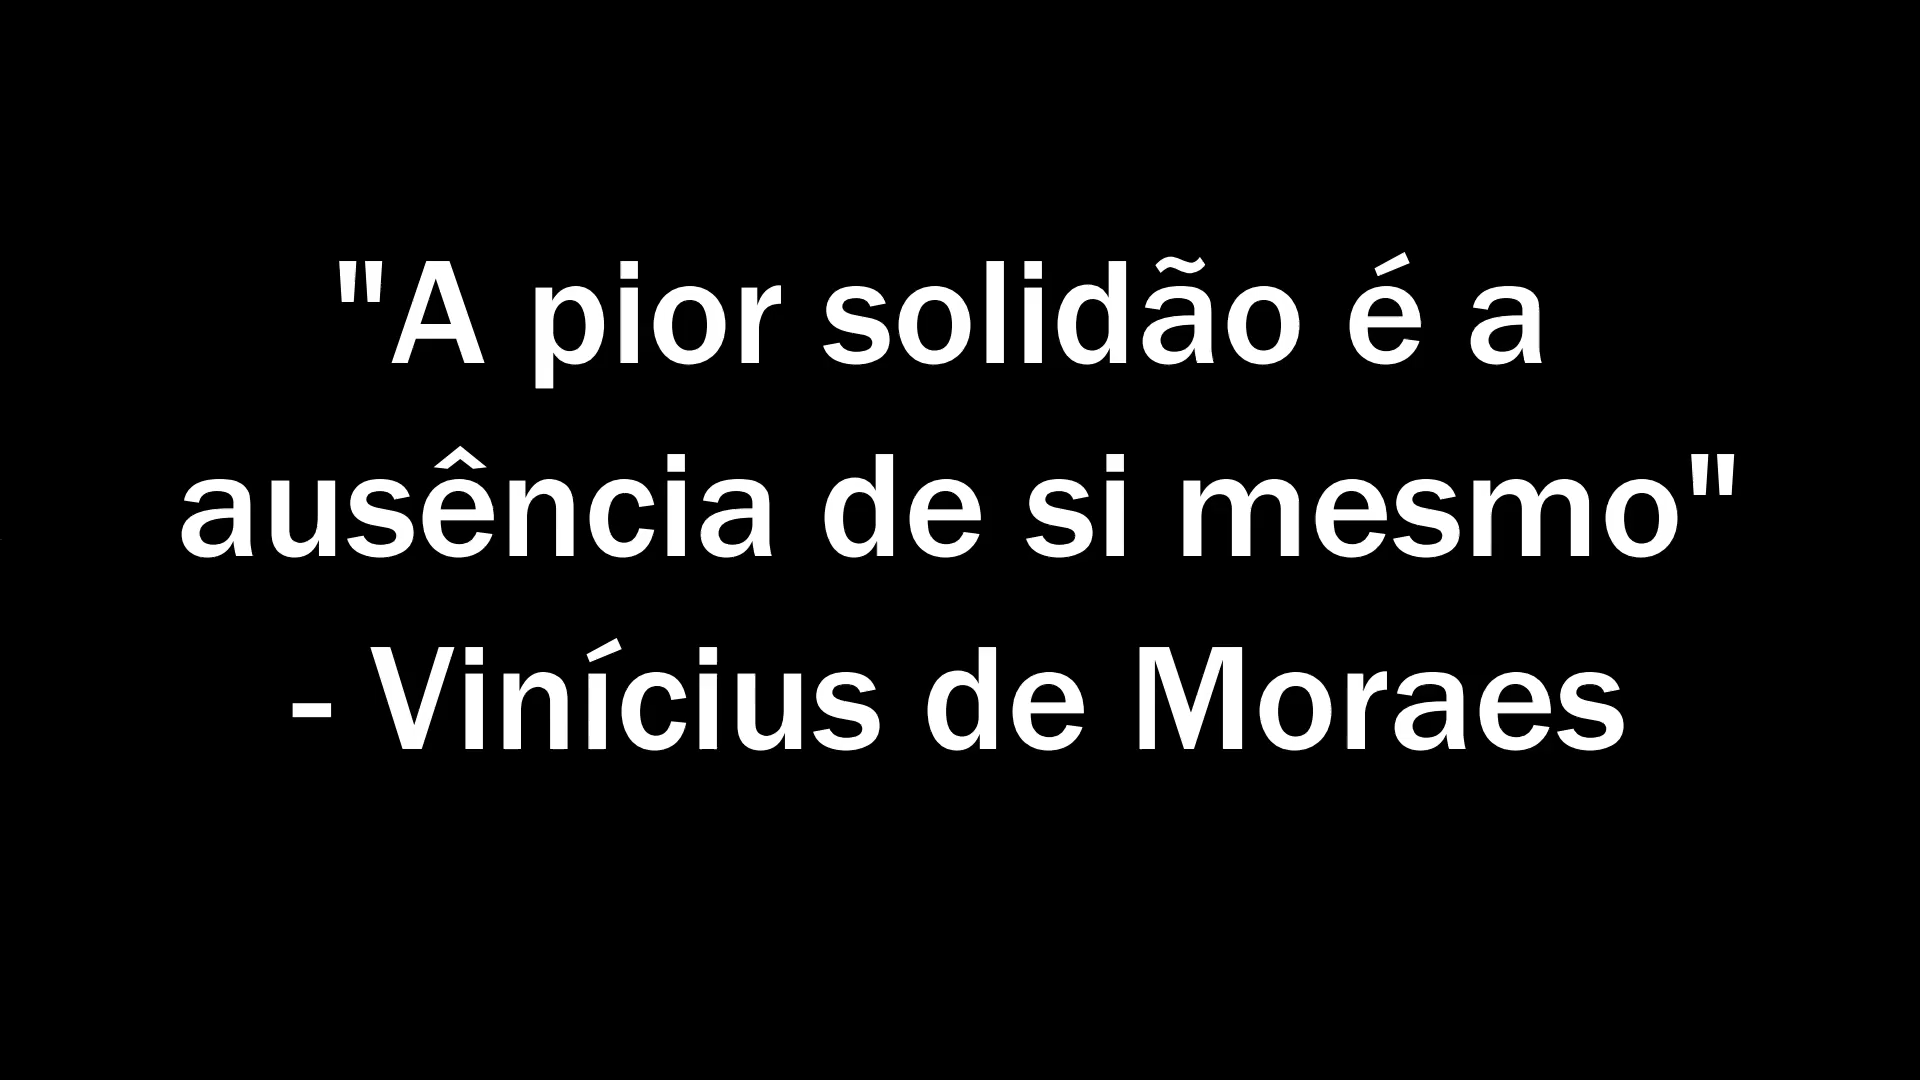 "A pior solidão é a
ausência de si mesmo"
- Vinícius de Moraes